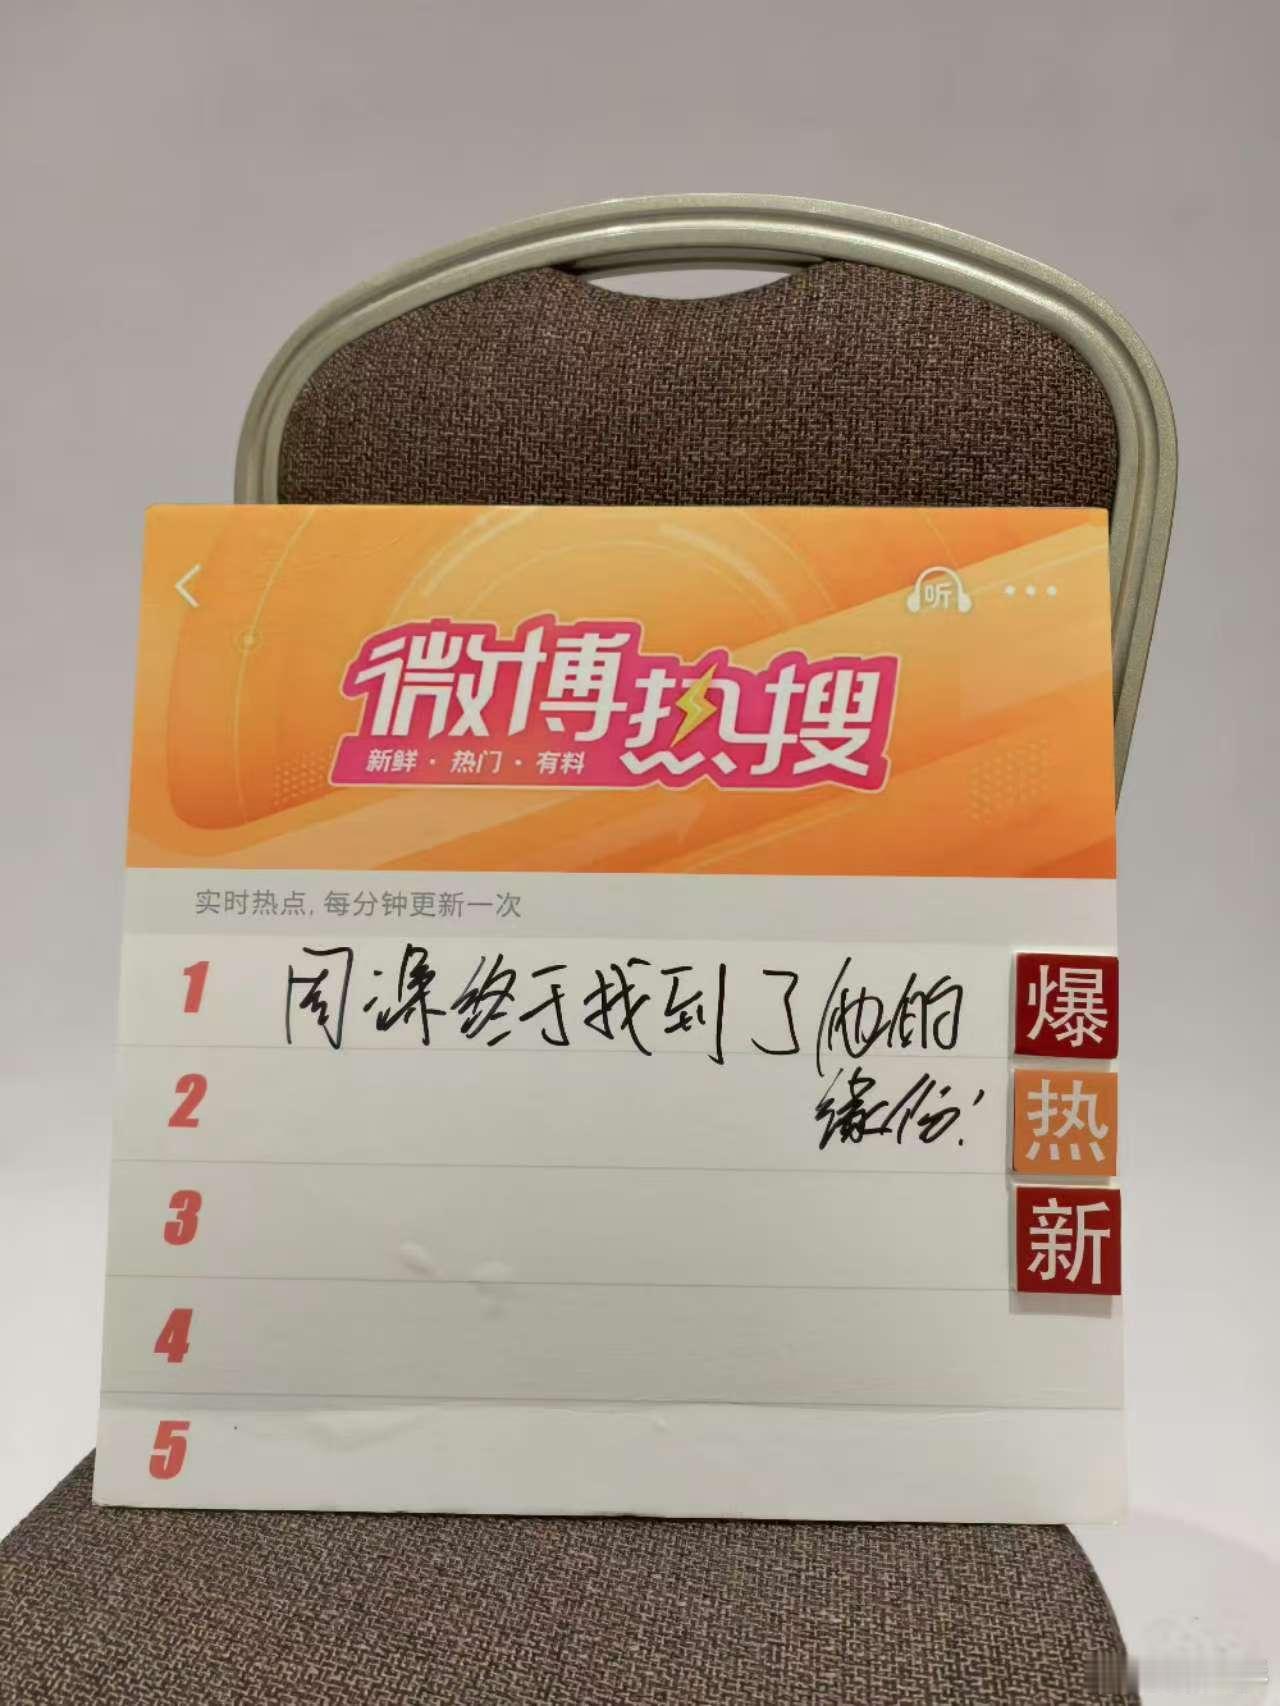 听
微博热搜
新鲜·热门·有料
实时热点, 每分钟更新一次
1 周深终于找到了他的 爆
2 缘份! 热
3 新
4
5